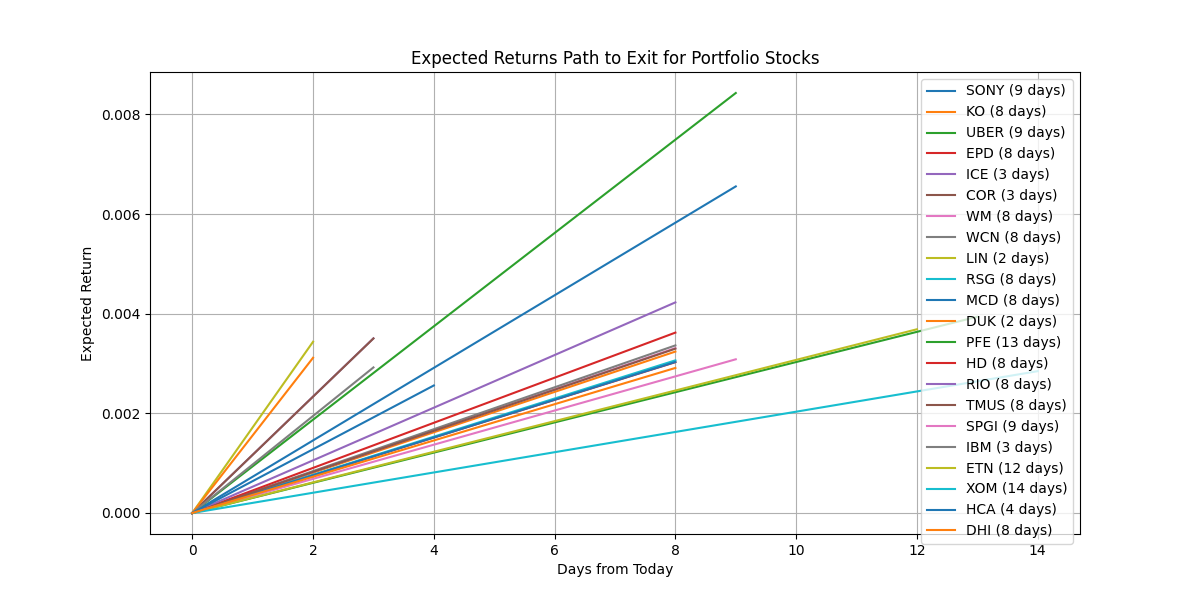 Expected Returns Path to Exit for Portfolio Stocks
Expected Return
0.008
0.006
0.004
0.002
0.000
0 2 4 6 8 10 12 14
Days from Today
SONY (9 days)
KO (8 days)
UBER (9 days)
EPD (8 days)
ICE (3 days)
COR (3 days)
WM (8 days)
WCN (8 days)
LIN (2 days)
RSG (8 days)
MCD (8 days)
DUK (2 days)
PFE (13 days)
HD (8 days)
RIO (8 days)
TMUS (8 days)
SPGI (9 days)
IBM (3 days)
ETN (12 days)
XOM (14 days)
HCA (4 days)
DHI (8 days)